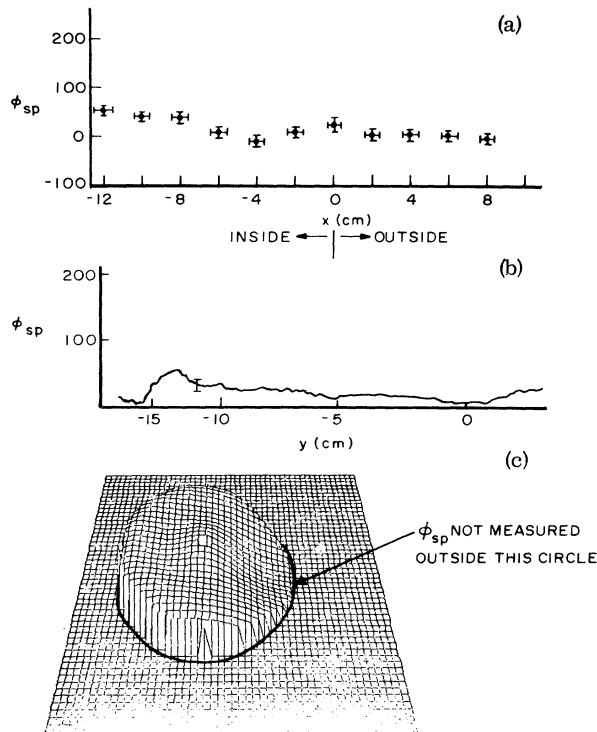 (a)
200
100
0
-100
ϕsp
-12 -8 -4 0 4 8
x (cm)
INSIDE ←|→ OUTSIDE
(b)
200
100
ϕsp
-15 -10 -5 0
y (cm)
(c)
ϕsp NOT MEASURED
OUTSIDE THIS CIRCLE